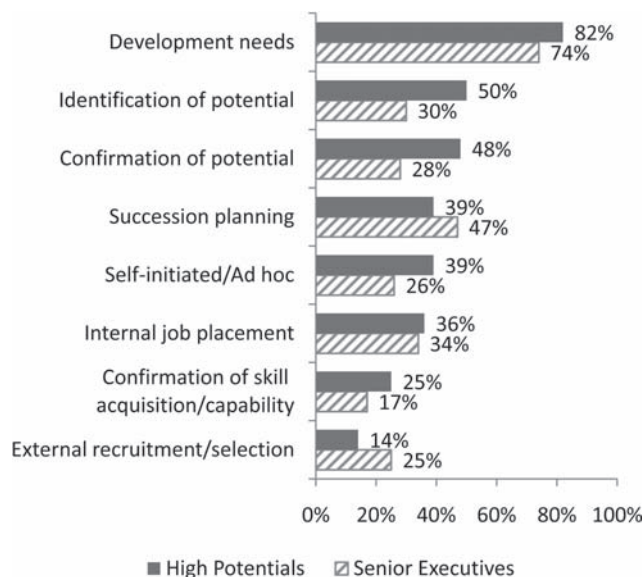 Development needs
82%
74%
Identification of potential
50%
30%
Confirmation of potential
48%
28%
Succession planning
39%
47%
Self-initiated/Ad hoc
39%
26%
Internal job placement
36%
34%
Confirmation of skill
acquisition/capability
25%
17%
External recruitment/selection
14%
25%
0% 20% 40% 60% 80% 100%
High Potentials Senior Executives